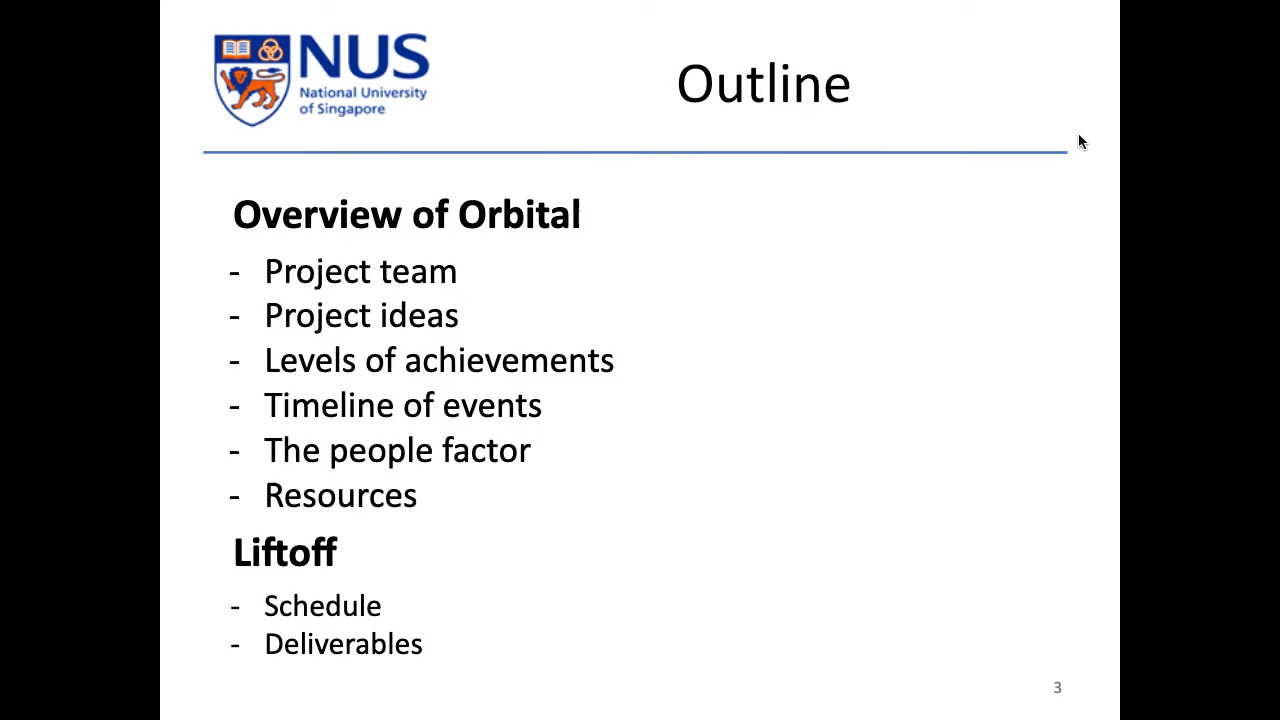 NUS
National University
of Singapore
Outline
Overview of Orbital
- Project team
- Project ideas
- Levels of achievements
- Timeline of events
- The people factor
- Resources
Liftoff
- Schedule
- Deliverables
3